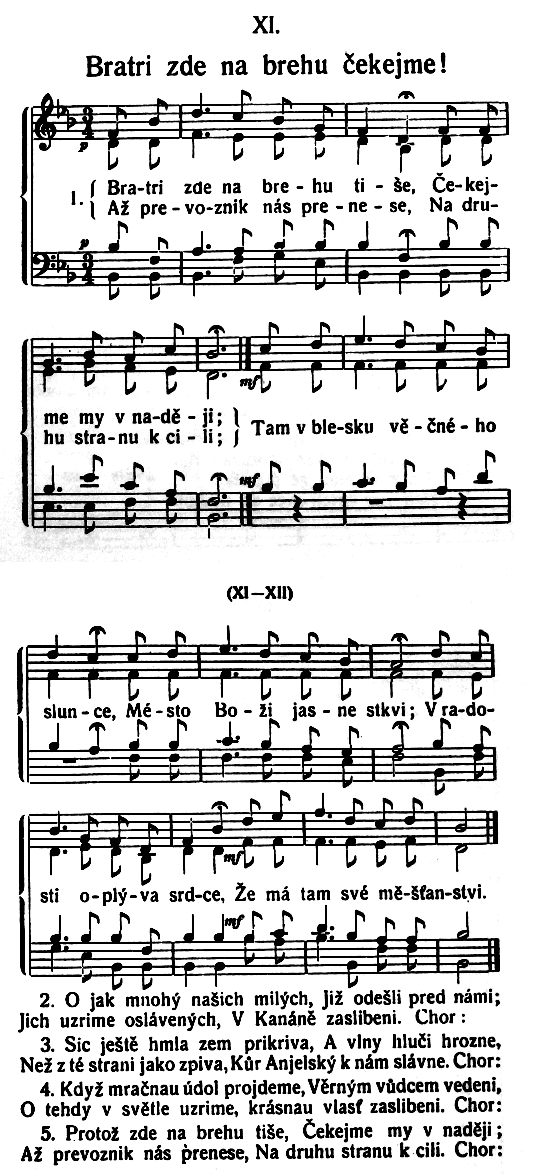 XI.
Bratri zde na brehu čekejme!
1. Bra-tri zde na bre-hu ti-še, Če-kej-
Až pre-vo-znik nás pre-ne-se, Na dru-
me my v na-dě-ji;
hu stra-nu k ci-li;
Tam v ble-sku vě-čné-ho
(XI—XII)
slun-ce, Mé-sto Bo-ži jas-ne stkvi; V ra-do-
sti o-plý-va srd-ce, Že má tam své mě-šťan-stvi.
2. O jak mnohý našich milých, Již odešli pred námi;
Jich uzrime oslávených, V Kanáně zaslibeni. Chor:
3. Sic ještě hmla zem prikriva, A vlny hluči hrozne,
Než z té strani jako zpiva, Kůr Anjelský k nám slávne. Chor:
4. Když mračnau údol projdeme, Věrným vůdcem vedeni,
O tehdy v světle uzrime, krásnau vlasť zaslibeni. Chor:
5. Protož zde na brehu tiše, Čekejme my v naději;
Až prevoznik nás prenese, Na druhu stranu k cili. Chor: